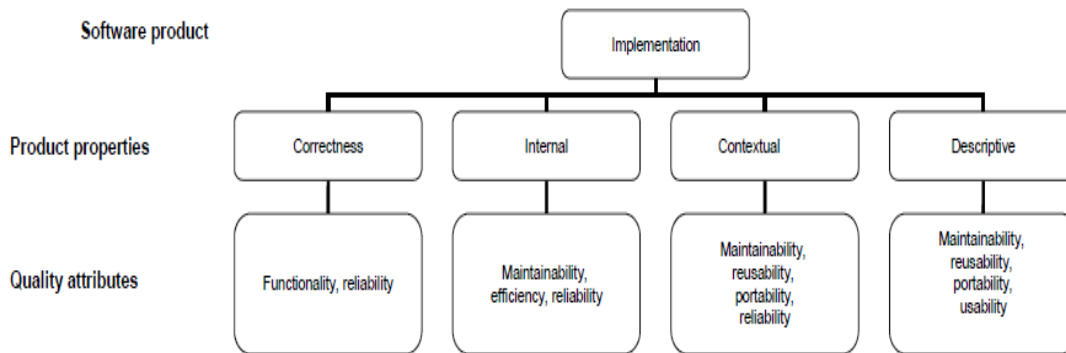 Software product
Implementation
Product properties
Correctness
Internal
Contextual
Descriptive
Quality attributes
Functionality, reliability
Maintainability,
efficiency, reliability
Maintainability,
reusability,
portability,
reliability
Maintainability,
reusability,
portability,
usability